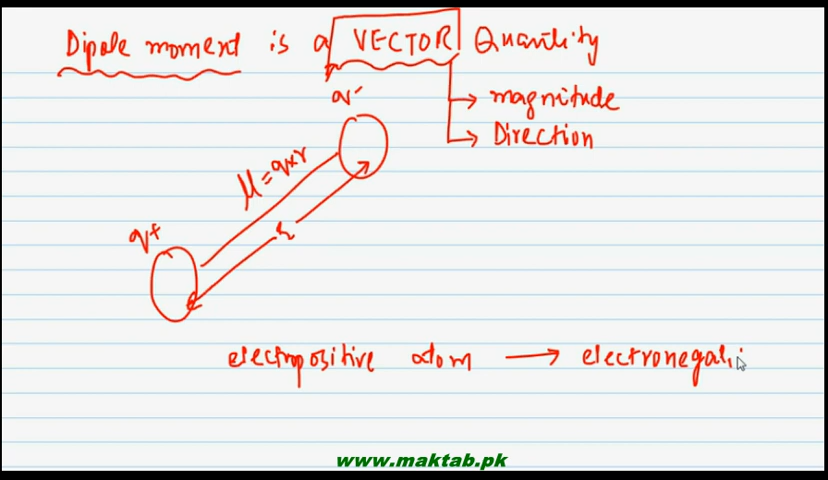 Dipole moment is a VECTOR Quantity
→ magnitude
→ Direction
q-
μ = q×r
r
q+
electropositive atom → electronegati
www.maktab.pk